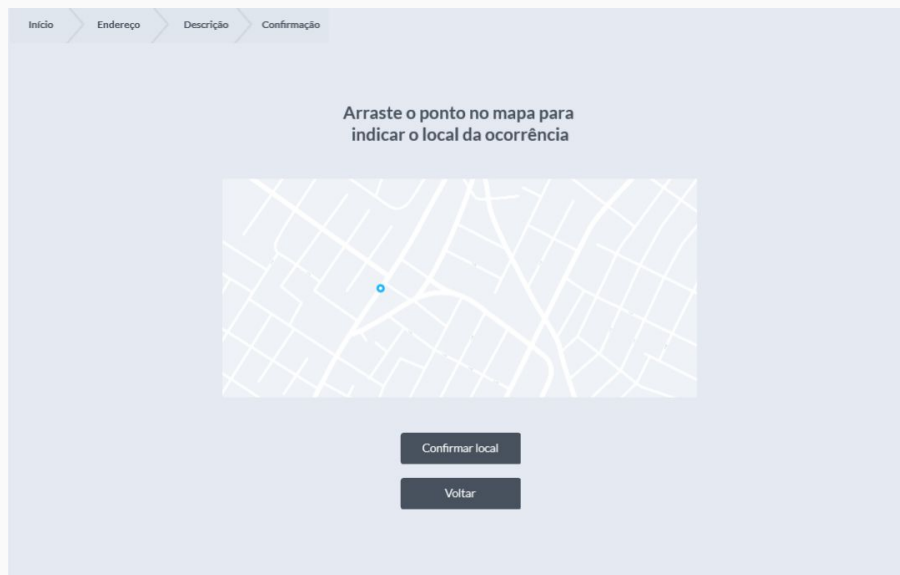 Início
Endereço
Descrição
Confirmação
Arraste o ponto no mapa para
indicar o local da ocorrência
Confirmar local
Voltar